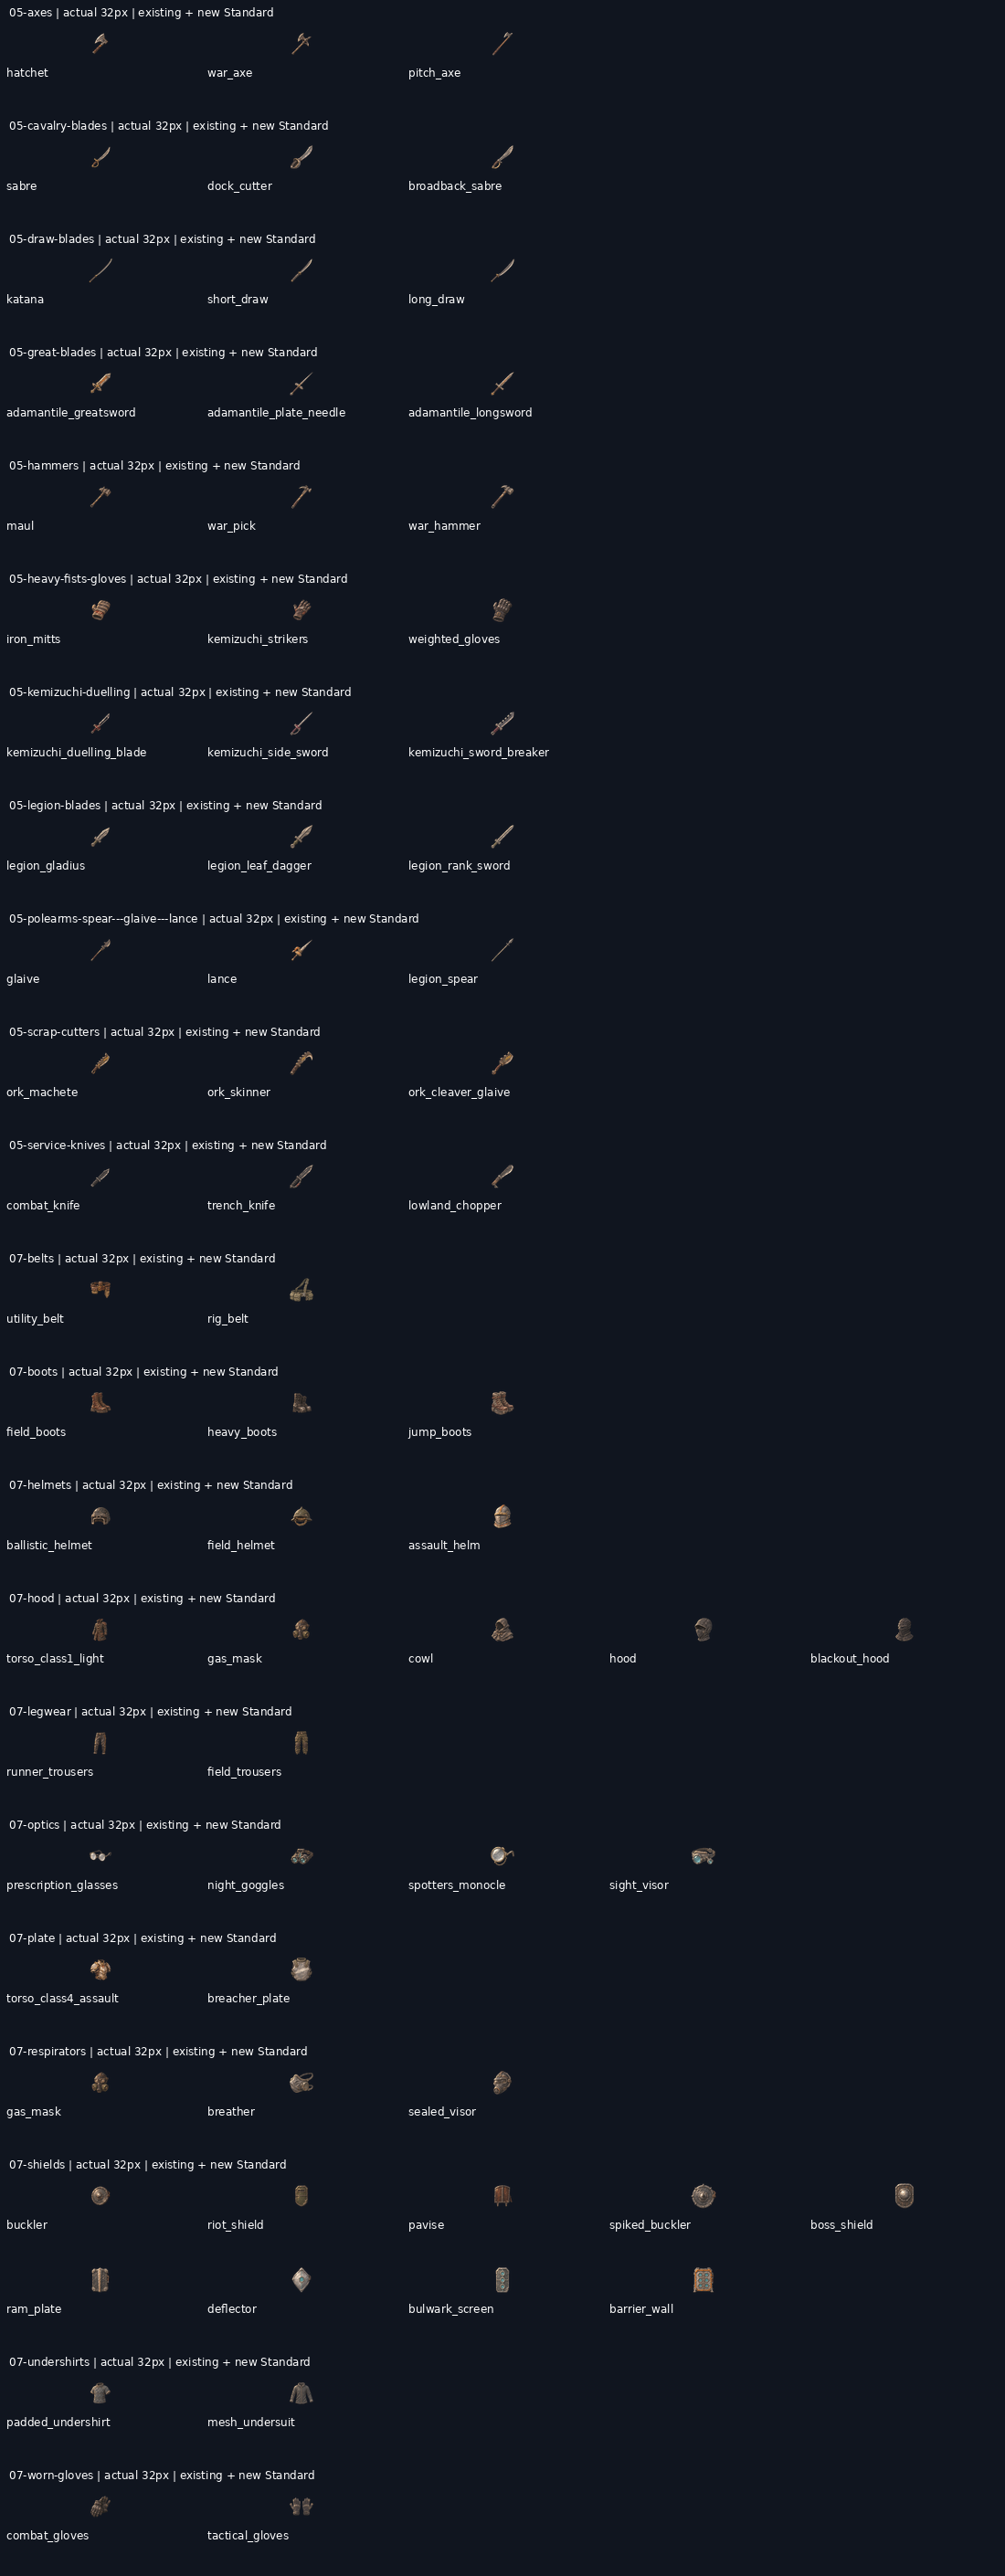 05-axes | actual 32px | existing + new Standard
hatchet war_axe pitch_axe
05-cavalry-blades | actual 32px | existing + new Standard
sabre dock_cutter broadback_sabre
05-draw-blades | actual 32px | existing + new Standard
katana short_draw long_draw
05-great-blades | actual 32px | existing + new Standard
adamantile_greatsword adamantile_plate_needle adamantile_longsword
05-hammers | actual 32px | existing + new Standard
maul war_pick war_hammer
05-heavy-fists-gloves | actual 32px | existing + new Standard
iron_mitts kemizuchi_strikers weighted_gloves
05-kemizuchi-duelling | actual 32px | existing + new Standard
kemizuchi_duelling_blade kemizuchi_side_sword kemizuchi_sword_breaker
05-legion-blades | actual 32px | existing + new Standard
legion_gladius legion_leaf_dagger legion_rank_sword
05-polearms-spear---glaive---lance | actual 32px | existing + new Standard
glaive lance legion_spear
05-scrap-cutters | actual 32px | existing + new Standard
ork_machete ork_skinner ork_cleaver_glaive
05-service-knives | actual 32px | existing + new Standard
combat_knife trench_knife lowland_chopper
07-belts | actual 32px | existing + new Standard
utility_belt rig_belt
07-boots | actual 32px | existing + new Standard
field_boots heavy_boots jump_boots
07-helmets | actual 32px | existing + new Standard
ballistic_helmet field_helmet assault_helm
07-hood | actual 32px | existing + new Standard
torso_class1_light gas_mask cowl hood blackout_hood
07-legwear | actual 32px | existing + new Standard
runner_trousers field_trousers
07-optics | actual 32px | existing + new Standard
prescription_glasses night_goggles spotters_monocle sight_visor
07-plate | actual 32px | existing + new Standard
torso_class4_assault breacher_plate
07-respirators | actual 32px | existing + new Standard
gas_mask breather sealed_visor
07-shields | actual 32px | existing + new Standard
buckler riot_shield pavise spiked_buckler boss_shield
ram_plate deflector bulwark_screen barrier_wall
07-undershirts | actual 32px | existing + new Standard
padded_undershirt mesh_undersuit
07-worn-gloves | actual 32px | existing + new Standard
combat_gloves tactical_gloves